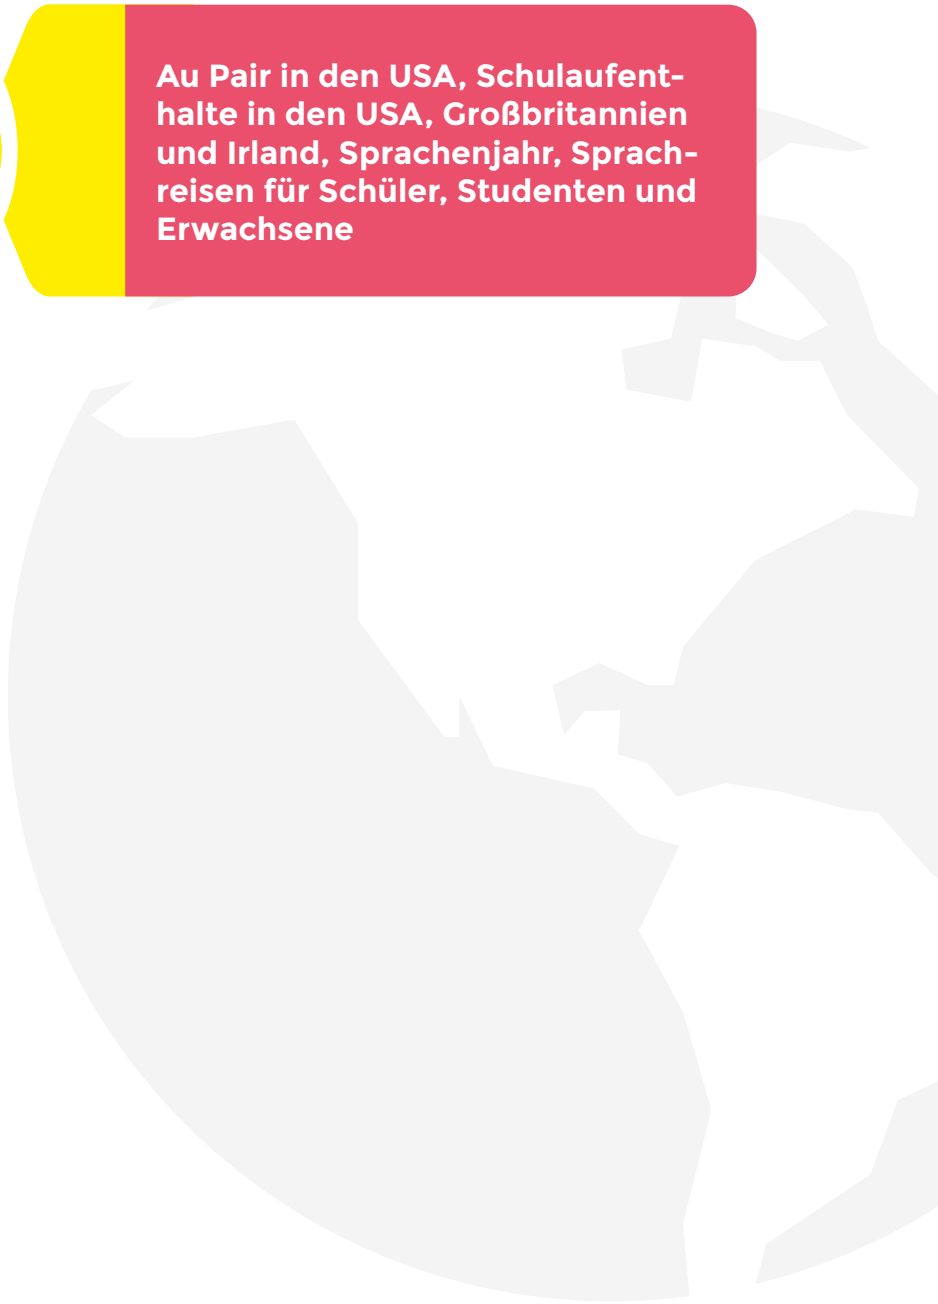 Au Pair in den USA, Schulaufent-
halte in den USA, Großbritannien
und Irland, Sprachenjahr, Sprach-
reisen für Schüler, Studenten und
Erwachsene